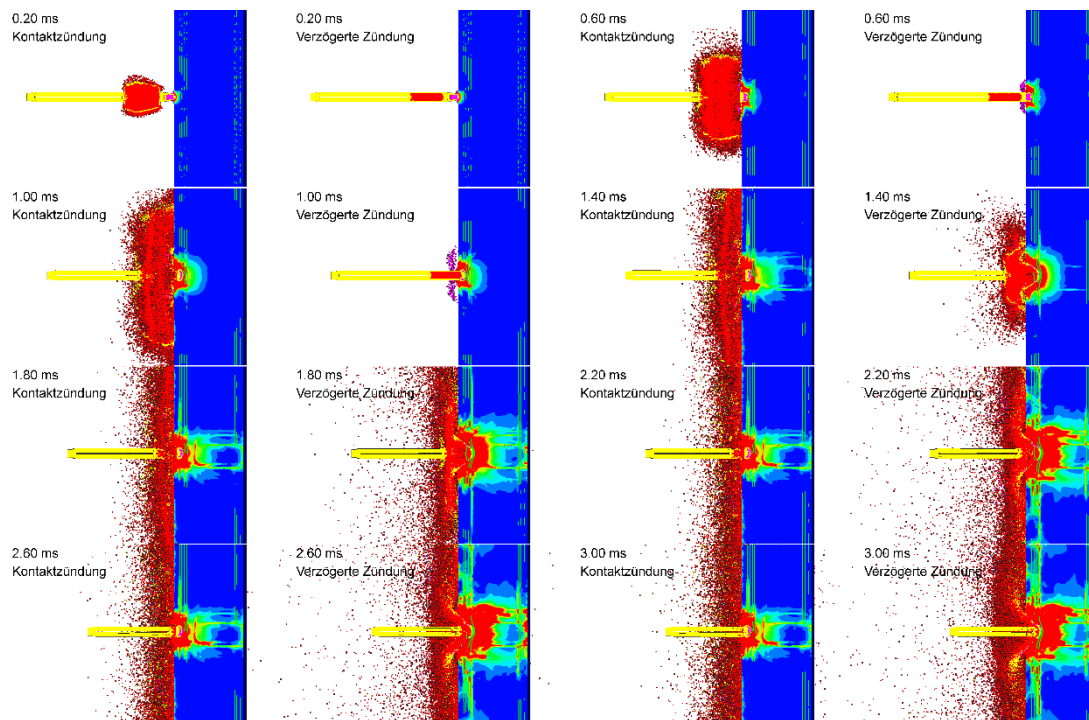 0.20 ms
Kontaktzündung
0.20 ms
Verzögerte Zündung
0.60 ms
Kontaktzündung
0.60 ms
Verzögerte Zündung
1.00 ms
Kontaktzündung
1.00 ms
Verzögerte Zündung
1.40 ms
Kontaktzündung
1.40 ms
Verzögerte Zündung
1.80 ms
Kontaktzündung
1.80 ms
Verzögerte Zündung
2.20 ms
Kontaktzündung
2.20 ms
Verzögerte Zündung
2.60 ms
Kontaktzündung
2.60 ms
Verzögerte Zündung
3.00 ms
Kontaktzündung
3.00 ms
Verzögerte Zündung